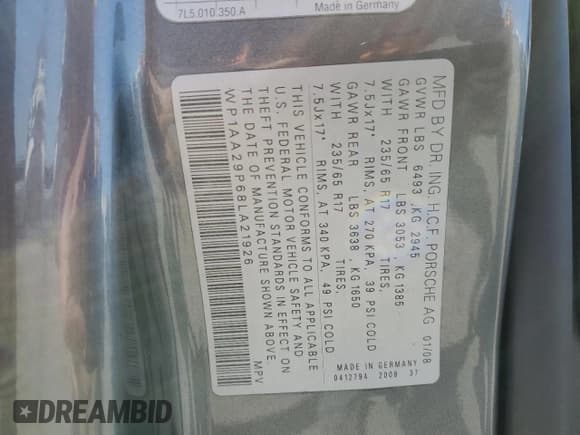 7L5.010 350 A
Made in Germany
MFD BY DR. ING. H.C.F. PORSCHE AG 01/08
GVWR LBS 6493 ,KG 2945
GAWR FRONT LBS 3053 , KG 1385
WITH 235/65 R17 TIRES,
7.5Jx17" RIMS, AT 270 KPA, 39 PSI COLD
GAWR REAR LBS 3638 , KG 1650
WITH 235/65 R17 TIRES,
7.5Jx17" RIMS, AT 340 KPA, 49 PSI COLD
THIS VEHICLE CONFORMS TO ALL APPLICABLE
U.S. FEDERAL MOTOR VEHICLE SAFETY AND
THEFT PREVENTION STANDARDS IN EFFECT ON
THE DATE OF MANUFACTURE SHOWN ABOVE.
WP1AA29P68LA21926 MPV
MADE IN GERMANY
0412794 2008 37
DREAMBID